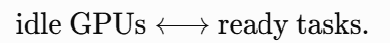 idle GPUs ⟷ ready tasks.